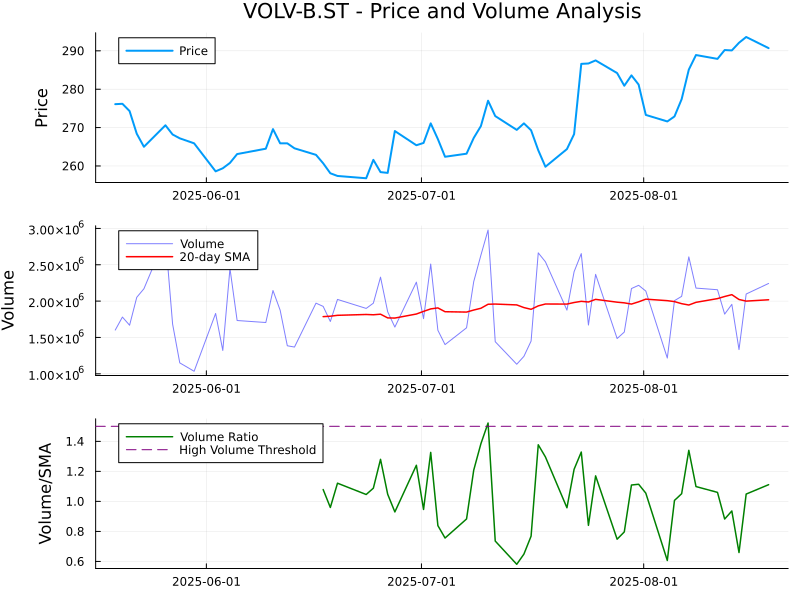 VOLV-B.ST - Price and Volume Analysis
Price
290
280
270
260
Price
2025-06-01
2025-07-01
2025-08-01
Volume
3.00×10⁶
2.50×10⁶
2.00×10⁶
1.50×10⁶
1.00×10⁶
Volume
20-day SMA
2025-06-01
2025-07-01
2025-08-01
Volume/SMA
1.4
1.2
1.0
0.8
0.6
Volume Ratio
High Volume Threshold
2025-06-01
2025-07-01
2025-08-01